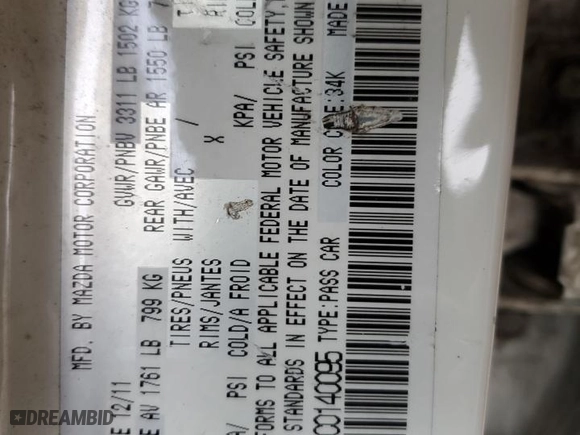 MFD. BY MAZDA MOTOR CORPORATION
E 12/11 GVWR/PNBV 3311 LB 1502 KG
E AV 1761 LB 799 KG REAR GAWR/PNBE AR 1550 LB 7
TIRES/PNEUS WITH/AVEC /
RIMS/JANTES X
PSI COLD/A FROID KPA/ PSI COL
FORMS TO ALL APPLICABLE FEDERAL MOTOR VEHICLE SAFETY,
STANDARDS IN EFFECT ON THE DATE OF MANUFACTURE SHOWN
C0140095 TYPE:PASS CAR COLOR C DE:34K MADE
DREAMBID